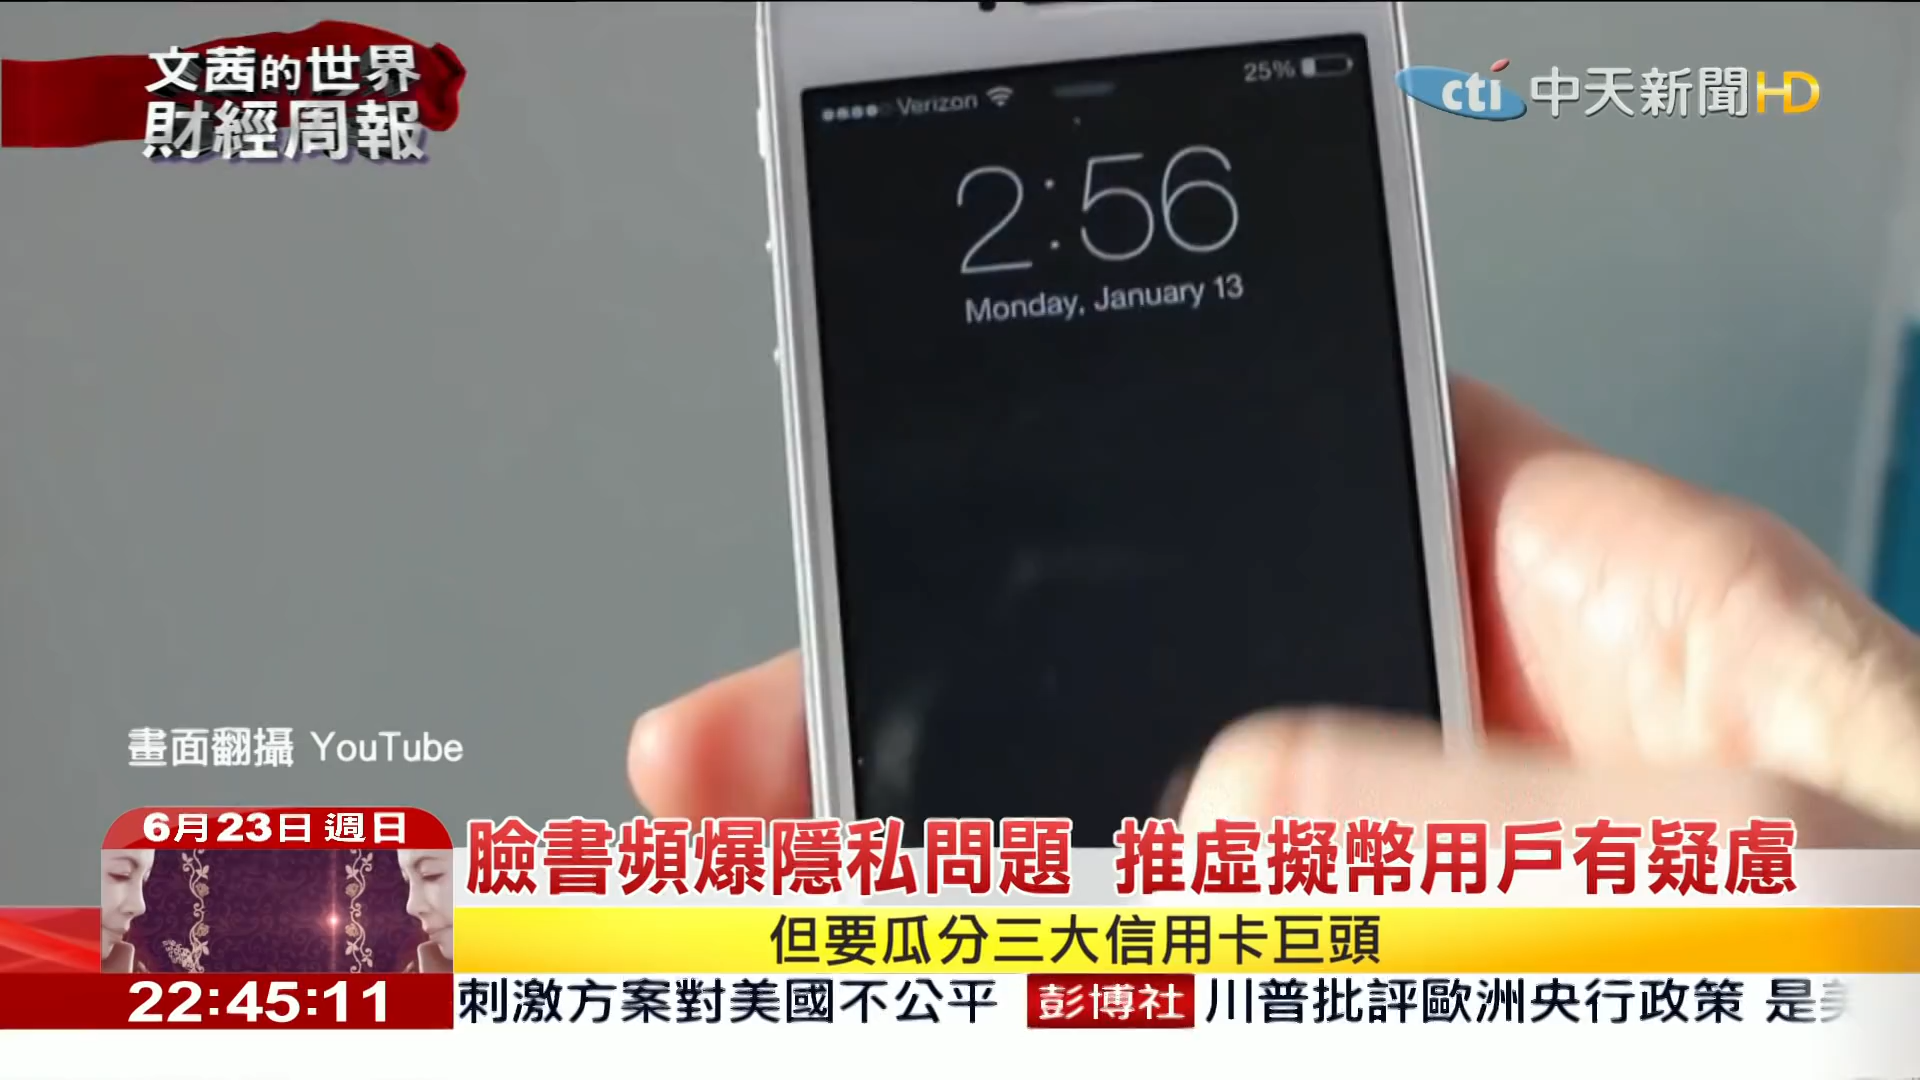 文茜的世界
財經周報
cti 中天新聞HD
Verizon
25%
2:56
Monday, January 13
畫面翻攝 YouTube
6月23日 週日
臉書頻爆隱私問題 推虛擬幣用戶有疑慮
但要瓜分三大信用卡巨頭
22:45:11
刺激方案對美國不公平 彭博社 川普批評歐洲央行政策 是